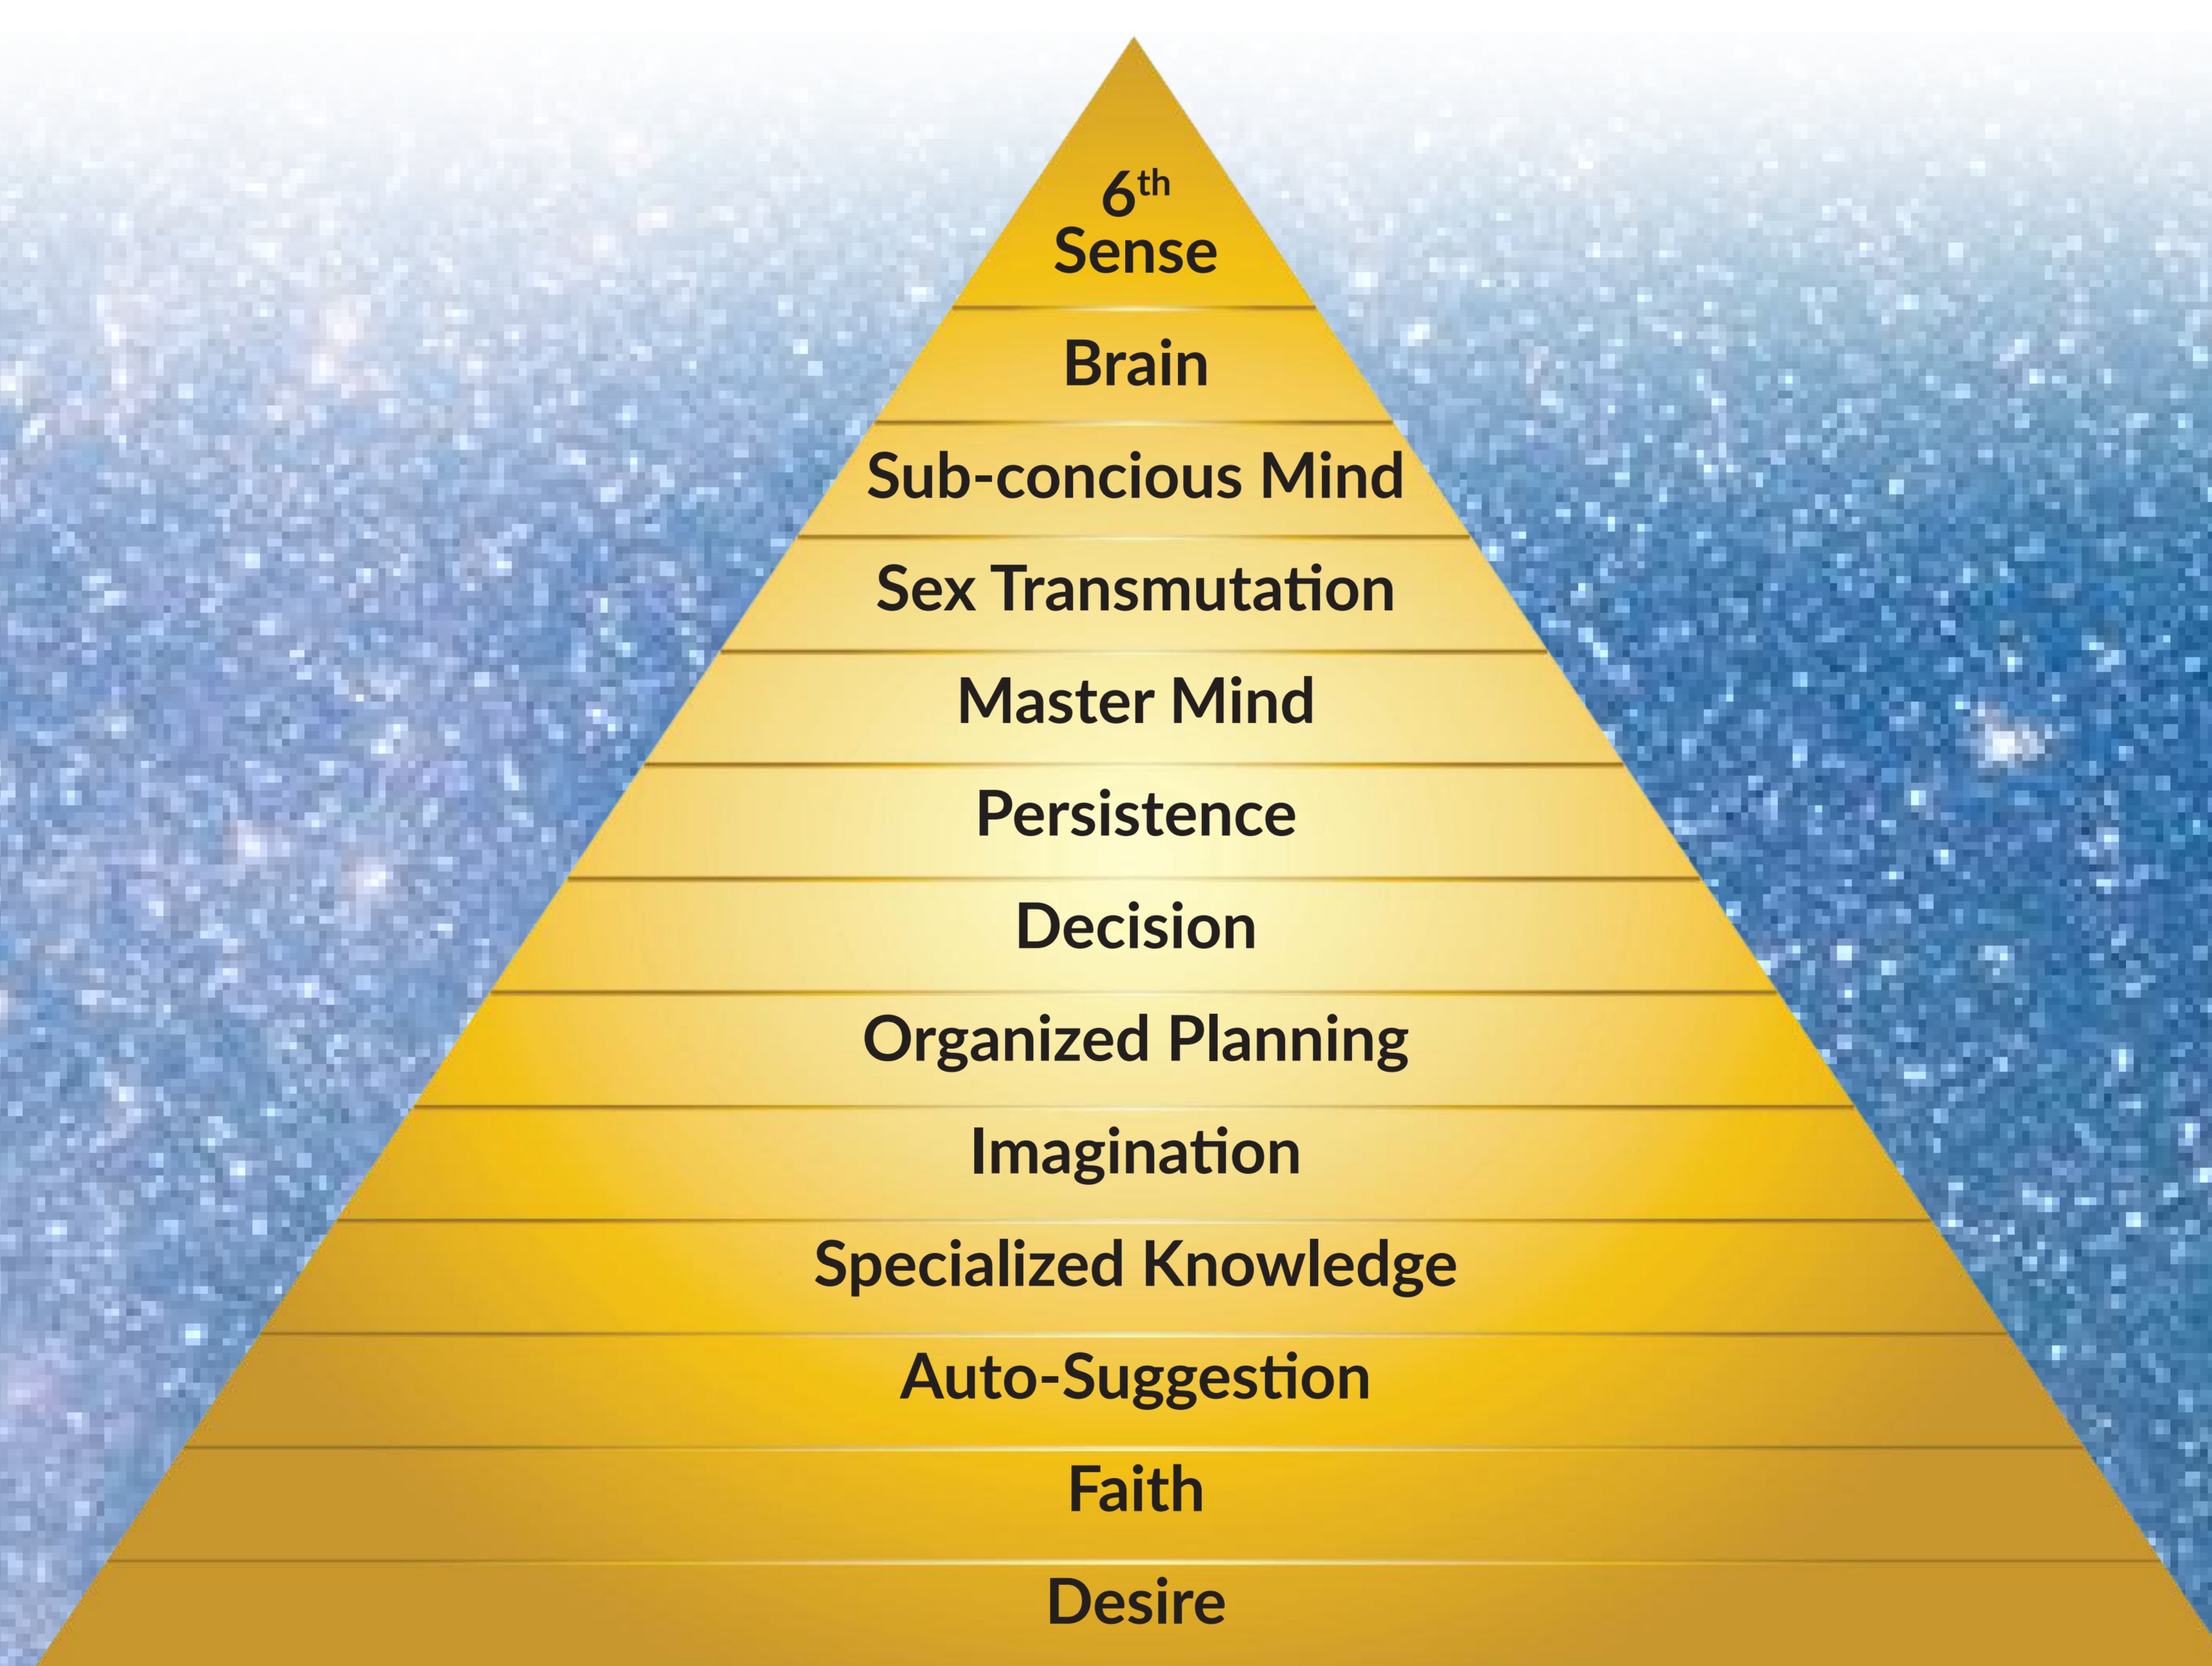 6th
Sense
Brain
Sub-concious Mind
Sex Transmutation
Master Mind
Persistence
Decision
Organized Planning
Imagination
Specialized Knowledge
Auto-Suggestion
Faith
Desire